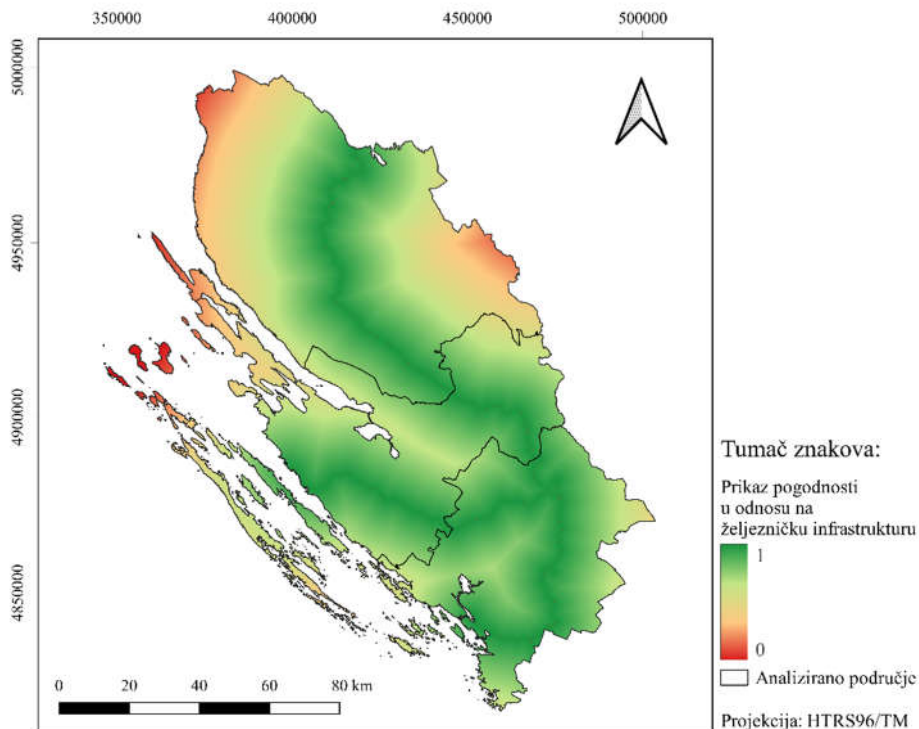 350000 400000 450000 500000
5000000
4950000
4900000
4850000
0 20 40 60 80 km
Tumač znakova:
Prikaz pogodnosti
u odnosu na
željezničku infrastrukturu
1
0
Analizirano područje
Projekcija: HTRS96/TM